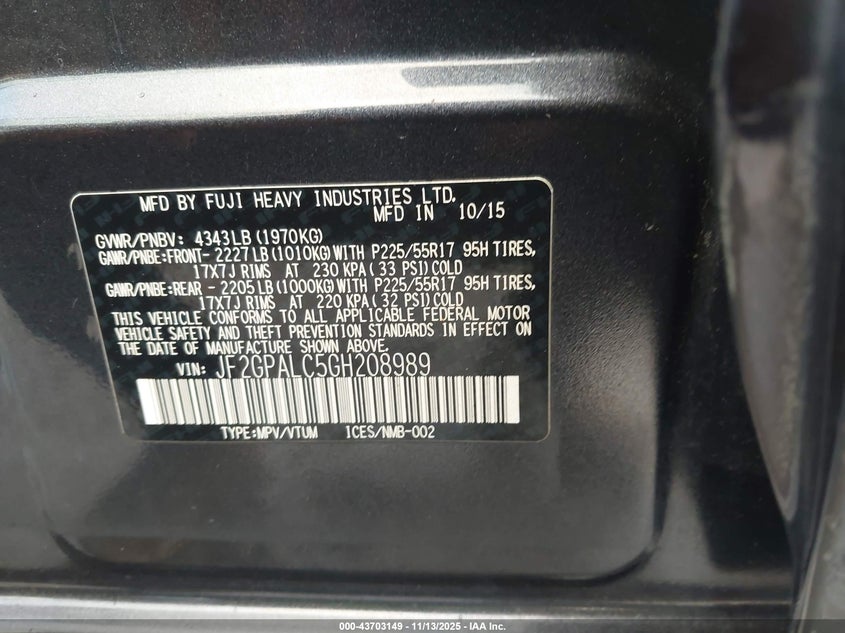 MFD BY FUJI HEAVY INDUSTRIES LTD.
MFD IN 10/15
GVWR/PNBV: 4343LB (1970KG)
GAWR/PNBE:FRONT- 2227LB (1010KG) WITH P225/55R17 95H TIRES,
17X7J RIMS AT 230 KPA ( 33 PSI) COLD
GAWR/PNBE:REAR - 2205LB (1000KG) WITH P225/55R17 95H TIRES,
17X7J RIMS AT 220 KPA ( 32 PSI) COLD
THIS VEHICLE CONFORMS TO ALL APPLICABLE FEDERAL MOTOR
VEHICLE SAFETY AND THEFT PREVENTION STANDARDS IN EFFECT ON
THE DATE OF MANUFACTURE SHOWN ABOVE.
VIN: JF2GPALC5GH208989
TYPE:MPV/VTUM ICES/NMB-002
000-43703149 - 11/13/2025 - IAA Inc.